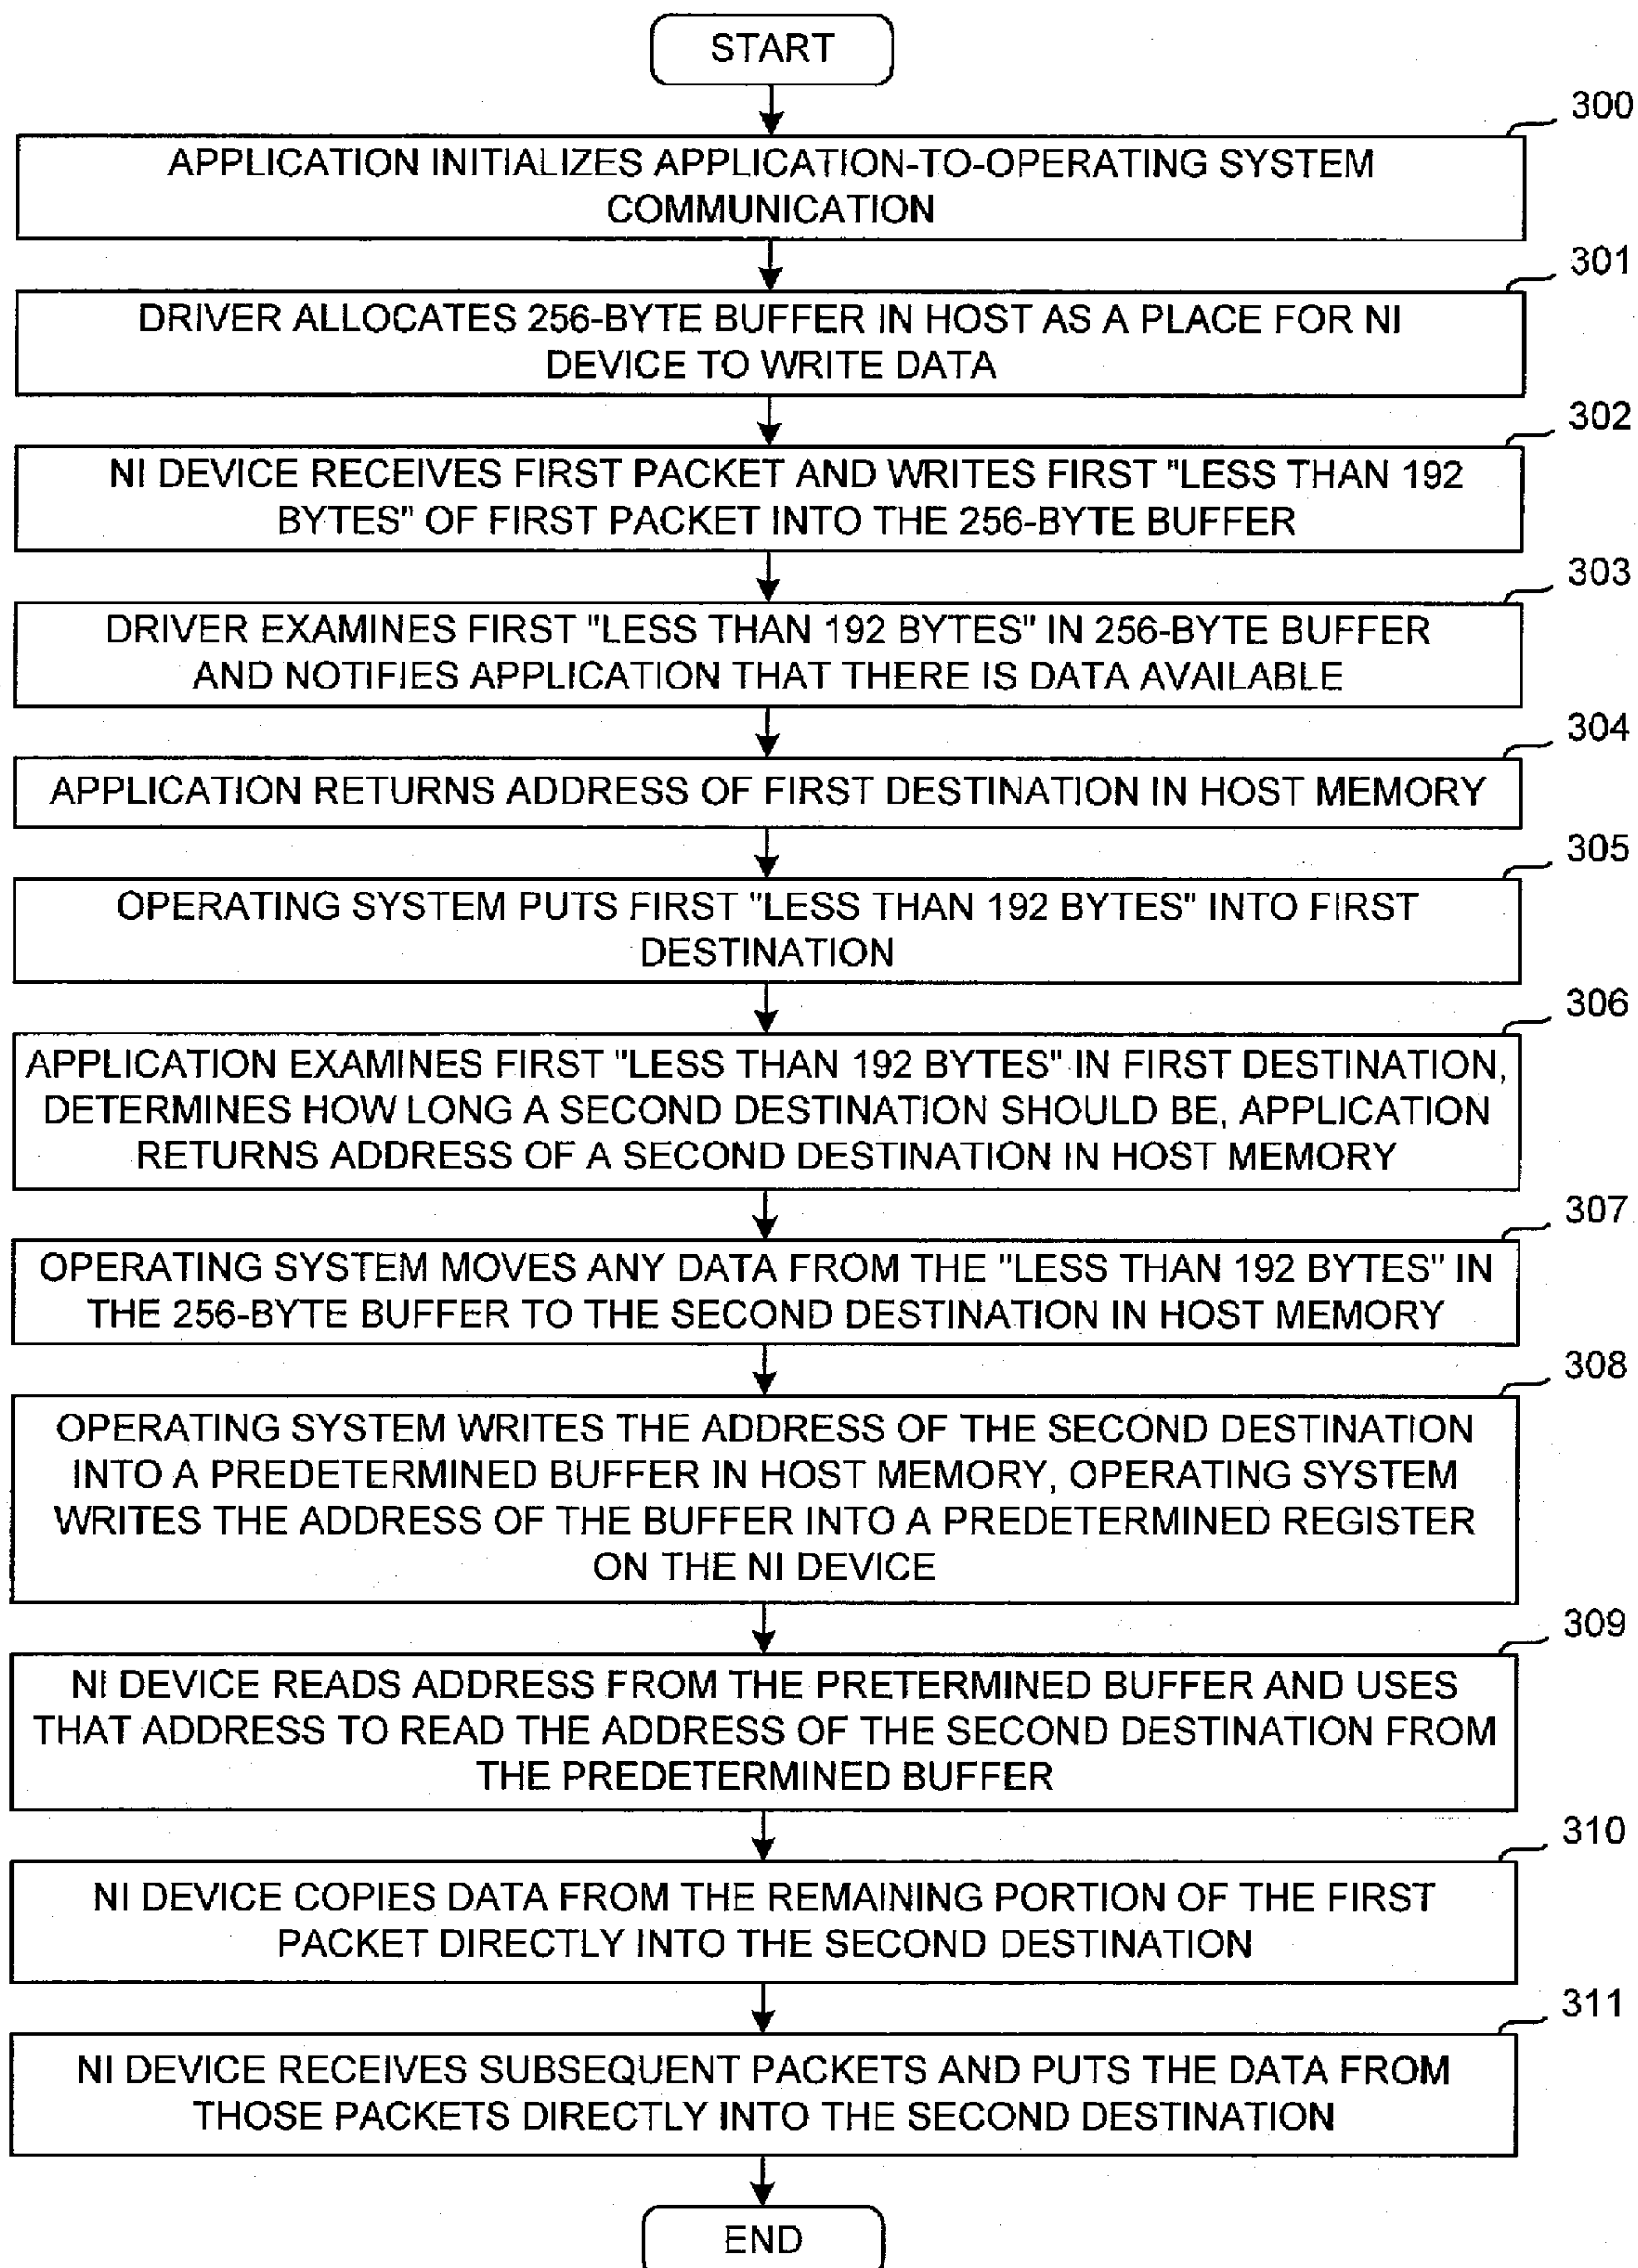 START
300
APPLICATION INITIALIZES APPLICATION-TO-OPERATING SYSTEM
COMMUNICATION
301
DRIVER ALLOCATES 256-BYTE BUFFER IN HOST AS A PLACE FOR NI
DEVICE TO WRITE DATA
302
NI DEVICE RECEIVES FIRST PACKET AND WRITES FIRST "LESS THAN 192
BYTES" OF FIRST PACKET INTO THE 256-BYTE BUFFER
303
DRIVER EXAMINES FIRST "LESS THAN 192 BYTES" IN 256-BYTE BUFFER
AND NOTIFIES APPLICATION THAT THERE IS DATA AVAILABLE
304
APPLICATION RETURNS ADDRESS OF FIRST DESTINATION IN HOST MEMORY
305
OPERATING SYSTEM PUTS FIRST "LESS THAN 192 BYTES" INTO FIRST
DESTINATION
306
APPLICATION EXAMINES FIRST "LESS THAN 192 BYTES" IN FIRST DESTINATION,
DETERMINES HOW LONG A SECOND DESTINATION SHOULD BE, APPLICATION
RETURNS ADDRESS OF A SECOND DESTINATION IN HOST MEMORY
307
OPERATING SYSTEM MOVES ANY DATA FROM THE "LESS THAN 192 BYTES" IN
THE 256-BYTE BUFFER TO THE SECOND DESTINATION IN HOST MEMORY
308
OPERATING SYSTEM WRITES THE ADDRESS OF THE SECOND DESTINATION
INTO A PREDETERMINED BUFFER IN HOST MEMORY, OPERATING SYSTEM
WRITES THE ADDRESS OF THE BUFFER INTO A PREDETERMINED REGISTER
ON THE NI DEVICE
309
NI DEVICE READS ADDRESS FROM THE PRETERMINED BUFFER AND USES
THAT ADDRESS TO READ THE ADDRESS OF THE SECOND DESTINATION FROM
THE PREDETERMINED BUFFER
310
NI DEVICE COPIES DATA FROM THE REMAINING PORTION OF THE FIRST
PACKET DIRECTLY INTO THE SECOND DESTINATION
311
NI DEVICE RECEIVES SUBSEQUENT PACKETS AND PUTS THE DATA FROM
THOSE PACKETS DIRECTLY INTO THE SECOND DESTINATION
END